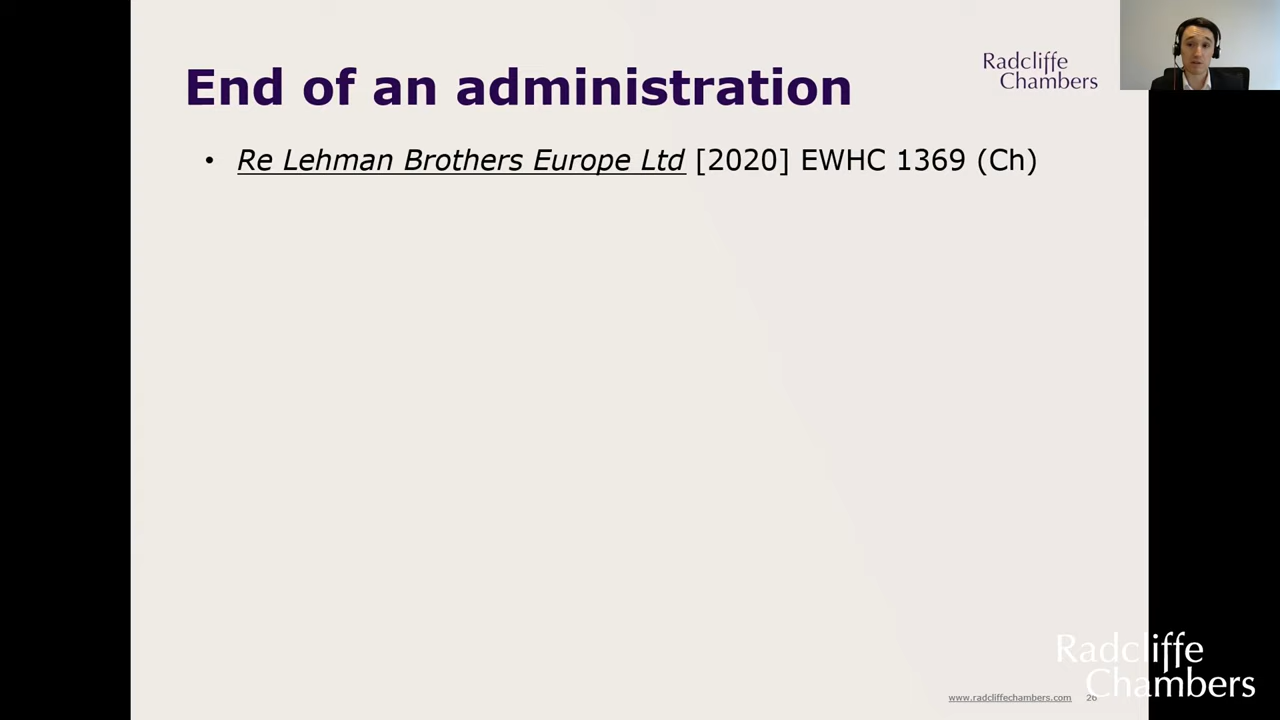 End of an administration
Radcliffe
Chambers
• Re Lehman Brothers Europe Ltd [2020] EWHC 1369 (Ch)
www.radcliffechambers.com
Radcliffe
Chambers